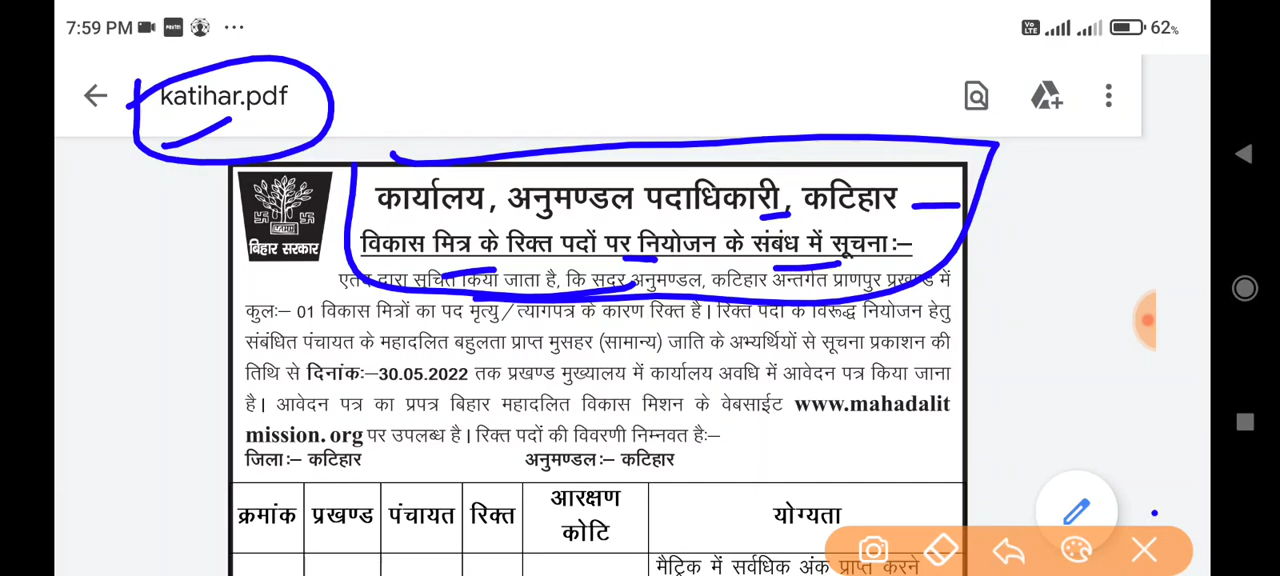 7:59 PM ...
Vo LTE 62%
katihar.pdf
कार्यालय, अनुमण्डल पदाधिकारी, कटिहार
विकास मित्र के रिक्त पदों पर नियोजन के संबंध में सूचनाः–
बिहार सरकार
एतद द्वारा सूचित किया जाता है, कि सदर अनुमण्डल, कटिहार अन्तर्गत प्राणपुर प्रखण्ड में
कुलः– 01 विकास मित्रों का पद मृत्यु/त्यागपत्र के कारण रिक्त है। रिक्त पदों के विरूद्ध नियोजन हेतु
संबंधित पंचायत के महादलित बहुलता प्राप्त मुसहर (सामान्य) जाति के अभ्यर्थियों से सूचना प्रकाशन की
तिथि से दिनांकः–30.05.2022 तक प्रखण्ड मुख्यालय में कार्यालय अवधि में आवेदन पत्र किया जाना
है। आवेदन पत्र का प्रपत्र बिहार महादलित विकास मिशन के वेबसाईट www.mahadalit
mission.org पर उपलब्ध है। रिक्त पदों की विवरणी निम्नवत हैः–
जिलाः– कटिहार अनुमण्डलः– कटिहार
क्रमांक प्रखण्ड पंचायत रिक्त आरक्षण कोटि योग्यता
मैट्रिक में सर्वधिक अंक प्राप्त करने